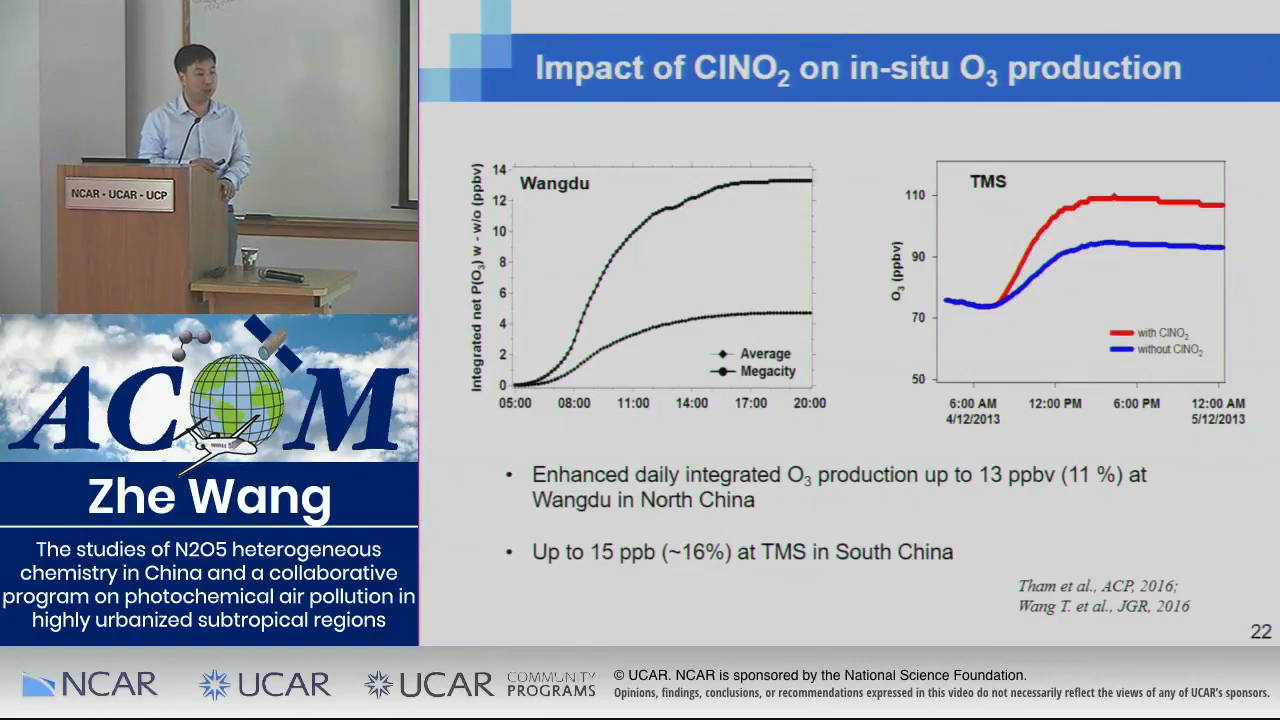 NCAR • UCAR • UCP
ACOM
Zhe Wang
The studies of N2O5 heterogeneous
chemistry in China and a collaborative
program on photochemical air pollution in
highly urbanized subtropical regions
Impact of ClNO₂ on in-situ O₃ production
Integrated net P(O₃) w - w/o (ppbv)
14
12
10
8
6
4
2
0
Wangdu
Average
Megacity
05:00 08:00 11:00 14:00 17:00 20:00
O₃ (ppbv)
110
90
70
50
TMS
with ClNO₂
without ClNO₂
6:00 AM 12:00 PM 6:00 PM 12:00 AM
4/12/2013 5/12/2013
• Enhanced daily integrated O₃ production up to 13 ppbv (11 %) at
Wangdu in North China
• Up to 15 ppb (~16%) at TMS in South China
Tham et al., ACP, 2016;
Wang T. et al., JGR, 2016
22
NCAR UCAR UCAR COMMUNITY
PROGRAMS
© UCAR. NCAR is sponsored by the National Science Foundation.
Opinions, findings, conclusions, or recommendations expressed in this video do not necessarily reflect the views of any of UCAR's sponsors.